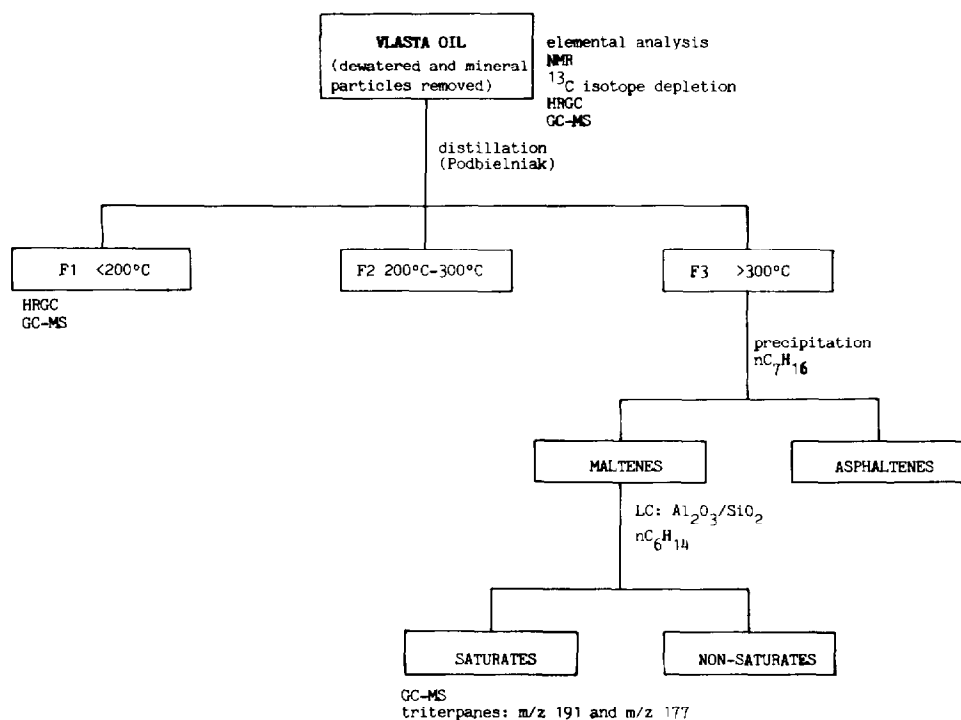 VLASTA OIL
(dewatered and mineral
particles removed)
elemental analysis
NMR
13C isotope depletion
HRGC
GC-MS
distillation
(Podbielniak)
F1 <200°C
F2 200°C-300°C
F3 >300°C
HRGC
GC-MS
precipitation
nC7H16
MALTENES
ASPHALTENES
LC: Al2O3/SiO2
nC6H14
SATURATES
NON-SATURATES
GC-MS
triterpanes: m/z 191 and m/z 177